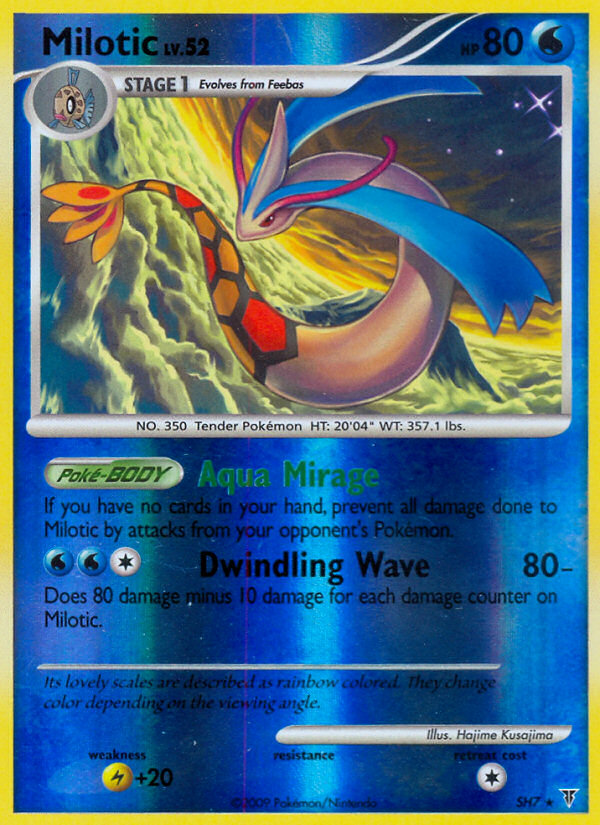 Milotic LV.52 HP 80
STAGE 1 Evolves from Feebas
NO. 350 Tender Pokémon HT: 20'04" WT: 357.1 lbs.
Poké-BODY Aqua Mirage
If you have no cards in your hand, prevent all damage done to
Milotic by attacks from your opponent's Pokémon.
Dwindling Wave 80−
Does 80 damage minus 10 damage for each damage counter on
Milotic.
Its lovely scales are described as rainbow colored. They change
color depending on the viewing angle.
Illus. Hajime Kusajima
weakness resistance retreat cost
+20
©2009 Pokémon/Nintendo SH7